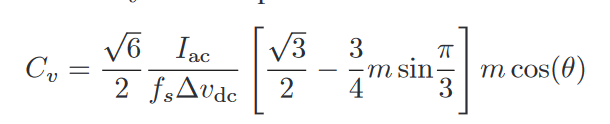 C_v = \frac{\sqrt{6}}{2} \frac{I_{ac}}{f_s \Delta v_{dc}} \left[ \frac{\sqrt{3}}{2} - \frac{3}{4} m \sin \frac{\pi}{3} \right] m \cos(\theta)